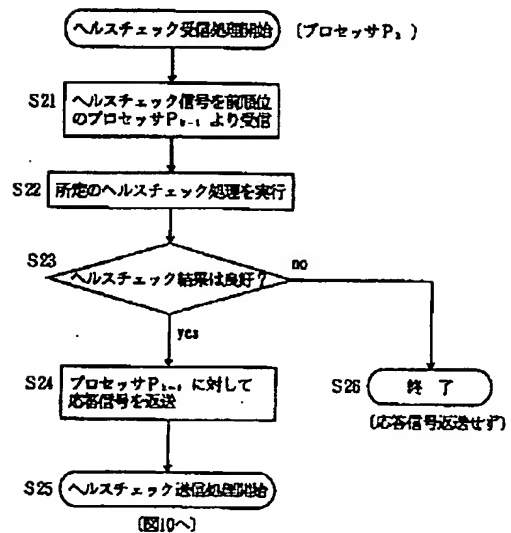 ヘルスチェック受信処理開始 (プロセッサP
S21 ヘルスチェック信号を前順位
のプロセッサP より受信
S22 所定のヘルスチェック処理を実行
S23
ヘルスチェック結果は良好?
no
yes
S24 プロセッサP に対して
応答信号を返送
S26 終了
(応答信号返送せず)
S25 ヘルスチェック送信処理開始
(図10へ)